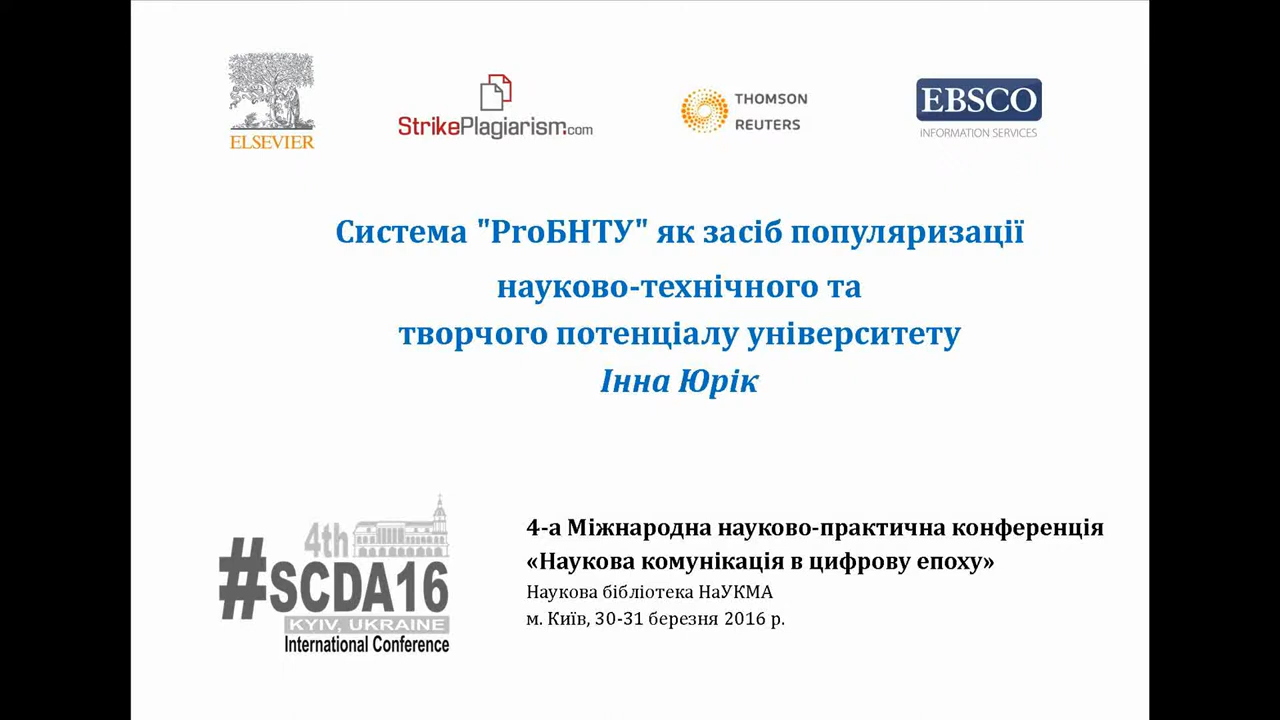 ELSEVIER
StrikePlagiarism.com
THOMSON
REUTERS
EBSCO
INFORMATION SERVICES
Система "ProБНТУ" як засіб популяризації
науково-технічного та
творчого потенціалу університету
Інна Юрік
4th
#SCDA16
KYIV, UKRAINE
International Conference
4-а Міжнародна науково-практична конференція
«Наукова комунікація в цифрову епоху»
Наукова бібліотека НаУКМА
м. Київ, 30-31 березня 2016 р.